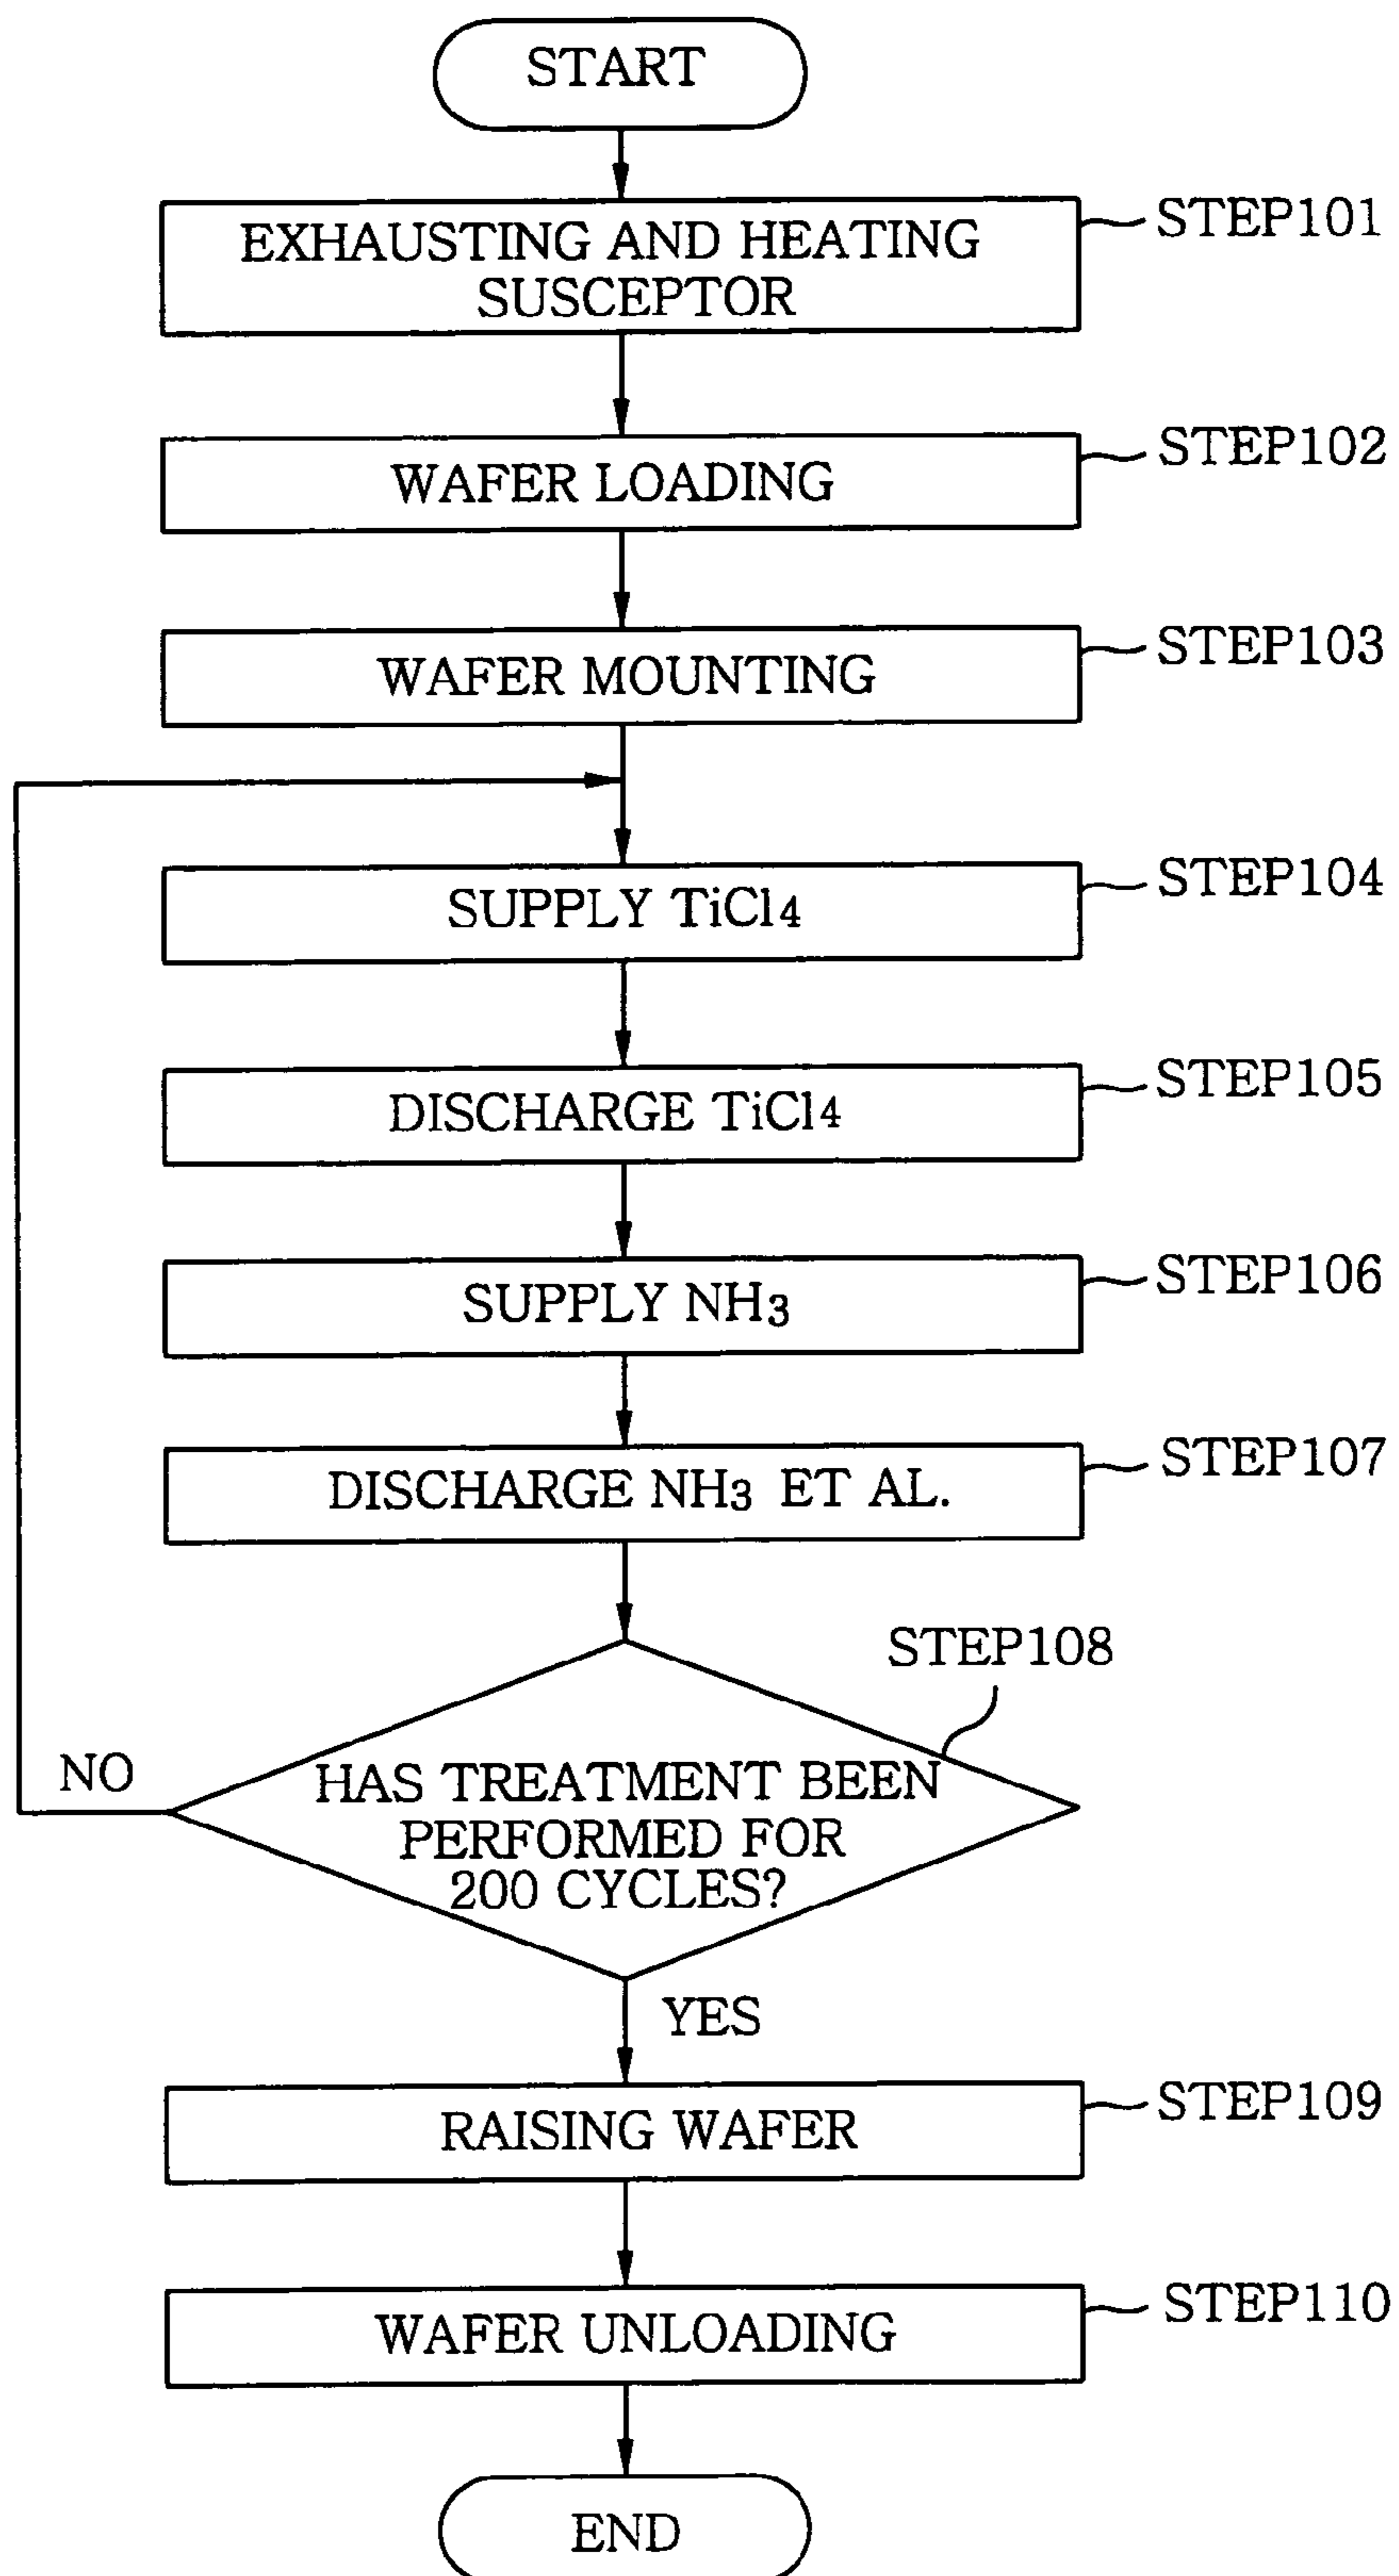 START
EXHAUSTING AND HEATING
SUSCEPTOR
STEP101
WAFER LOADING
STEP102
WAFER MOUNTING
STEP103
SUPPLY TiCl4
STEP104
DISCHARGE TiCl4
STEP105
SUPPLY NH3
STEP106
DISCHARGE NH3 ET AL.
STEP107
STEP108
NO
HAS TREATMENT BEEN
PERFORMED FOR
200 CYCLES?
YES
RAISING WAFER
STEP109
WAFER UNLOADING
STEP110
END